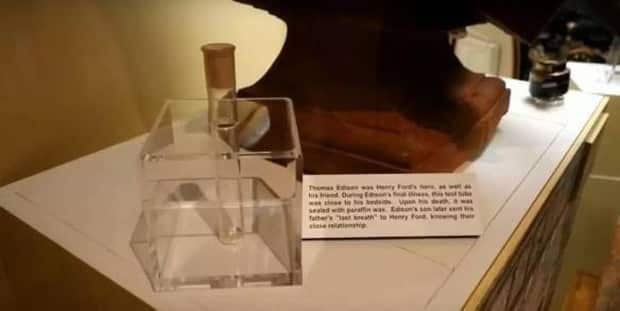 Thomas Edison was Henry Ford's hero, as well as
his friend. During Edison's final illness, this test tube
was close to his bedside. Upon his death, it was
sealed with paraffin wax. Edison's son later sent his
father's "last breath" to Henry Ford, knowing their
close relationship.